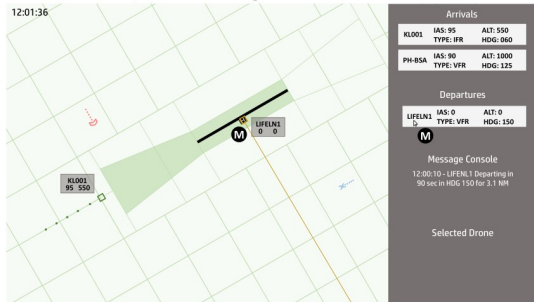 12:01:36
Arrivals
KL001 IAS: 95 ALT: 550
TYPE: IFR HDG: 060
PH-BSA IAS: 90 ALT: 1000
TYPE: VFR HDG: 125
Departures
LIFELN1 IAS: 0 ALT: 0
TYPE: VFR HDG: 150
M
Message Console
12:00:10 - LIFENL1 Departing in
90 sec in HDG 150 for 3.1 NM
Selected Drone
LIFELN1
0 0
M
KL001
95 550